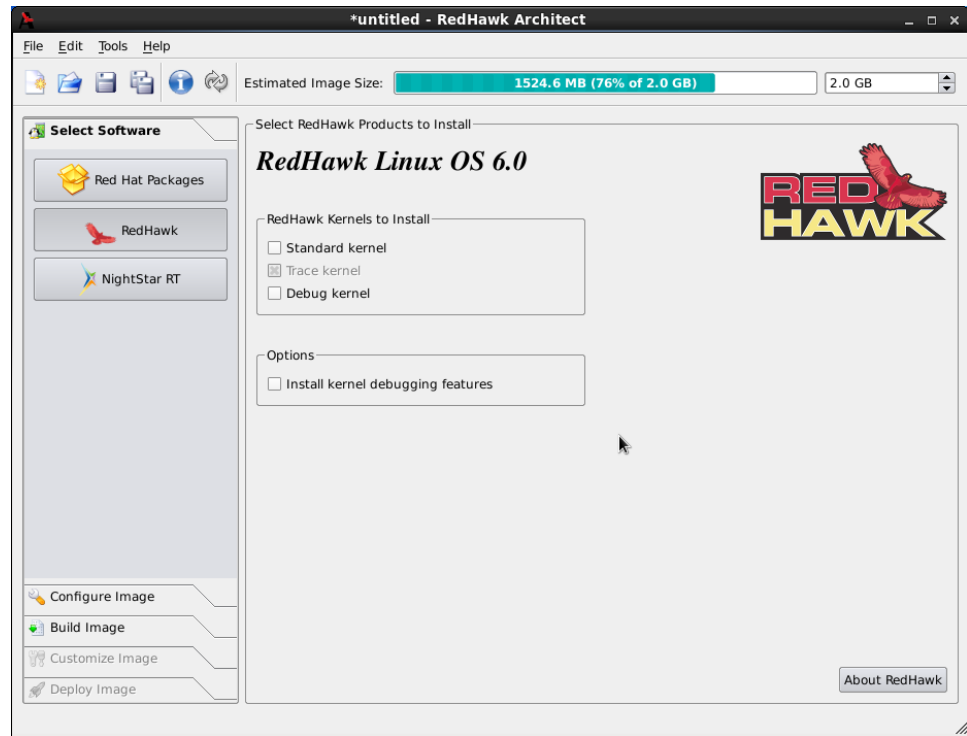 *untitled - RedHawk Architect
File Edit Tools Help
Estimated Image Size: 1524.6 MB (76% of 2.0 GB) 2.0 GB
Select Software
Red Hat Packages
RedHawk
NightStar RT
Configure Image
Build Image
Customize Image
Deploy Image
Select RedHawk Products to Install
RedHawk Linux OS 6.0
RED
HAWK
RedHawk Kernels to Install
Standard kernel
Trace kernel
Debug kernel
Options
Install kernel debugging features
About RedHawk